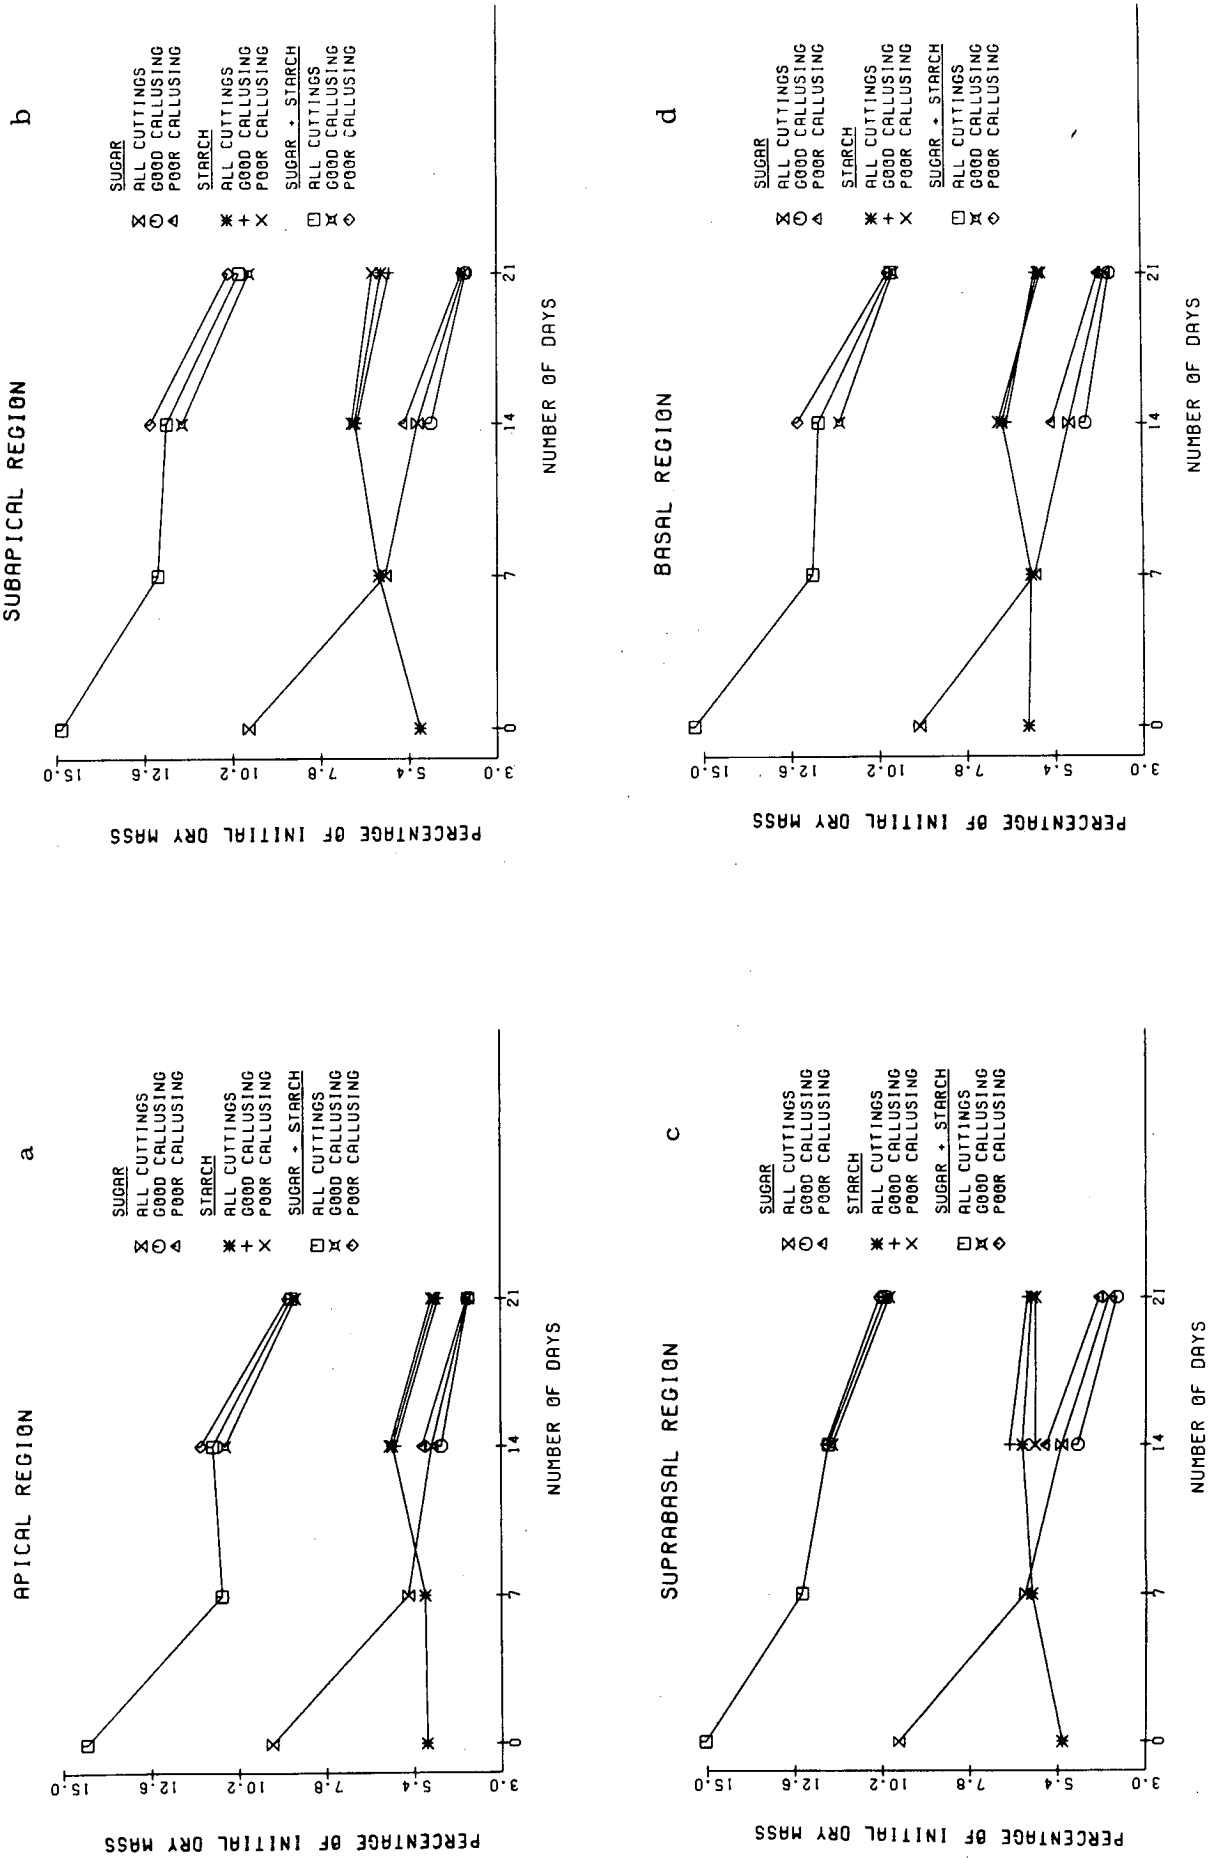 a
APICAL REGION
PERCENTAGE OF INITIAL DRY MASS
15.0
12.6
10.2
7.8
5.4
3.0
0
7
14
21
NUMBER OF DAYS
SUGAR
ALL CUTTINGS
GOOD CALLUSING
POOR CALLUSING
STARCH
ALL CUTTINGS
GOOD CALLUSING
POOR CALLUSING
SUGAR + STARCH
ALL CUTTINGS
GOOD CALLUSING
POOR CALLUSING
b
SUBAPICAL REGION
PERCENTAGE OF INITIAL DRY MASS
15.0
12.6
10.2
7.8
5.4
3.0
0
7
14
21
NUMBER OF DAYS
SUGAR
ALL CUTTINGS
GOOD CALLUSING
POOR CALLUSING
STARCH
ALL CUTTINGS
GOOD CALLUSING
POOR CALLUSING
SUGAR + STARCH
ALL CUTTINGS
GOOD CALLUSING
POOR CALLUSING
c
SUPRABASAL REGION
PERCENTAGE OF INITIAL DRY MASS
15.0
12.6
10.2
7.8
5.4
3.0
0
7
14
21
NUMBER OF DAYS
SUGAR
ALL CUTTINGS
GOOD CALLUSING
POOR CALLUSING
STARCH
ALL CUTTINGS
GOOD CALLUSING
POOR CALLUSING
SUGAR + STARCH
ALL CUTTINGS
GOOD CALLUSING
POOR CALLUSING
d
BASAL REGION
PERCENTAGE OF INITIAL DRY MASS
15.0
12.6
10.2
7.8
5.4
3.0
0
7
14
21
NUMBER OF DAYS
SUGAR
ALL CUTTINGS
GOOD CALLUSING
POOR CALLUSING
STARCH
ALL CUTTINGS
GOOD CALLUSING
POOR CALLUSING
SUGAR + STARCH
ALL CUTTINGS
GOOD CALLUSING
POOR CALLUSING